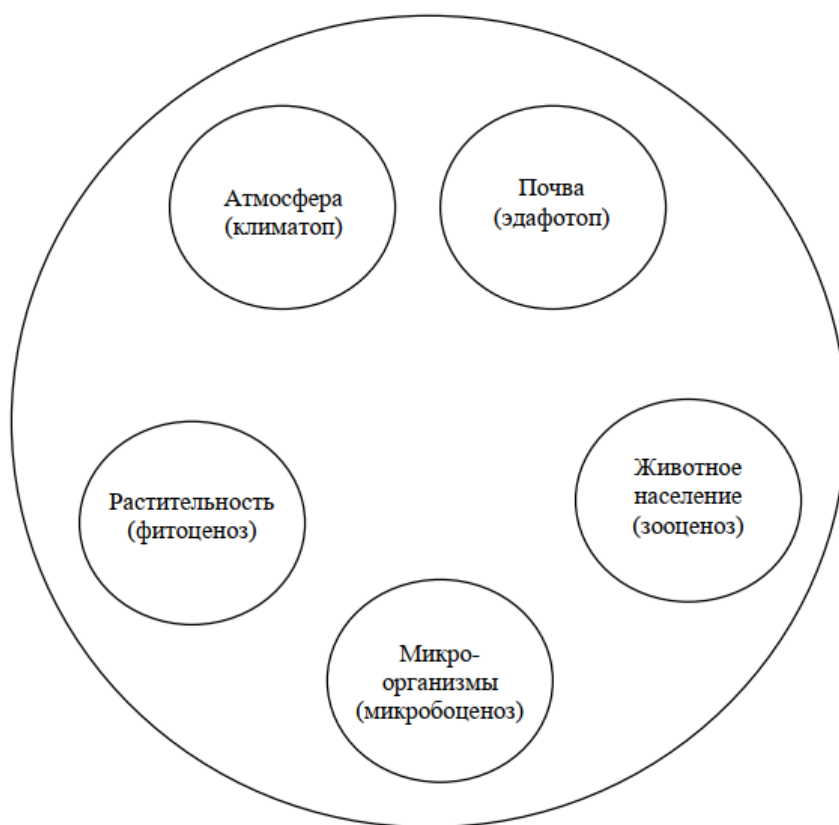 Атмосфера
(климатоп)
Почва
(эдафотоп)
Растительность
(фитоценоз)
Животное
население
(зооценоз)
Микро-
организмы
(микробоценоз)